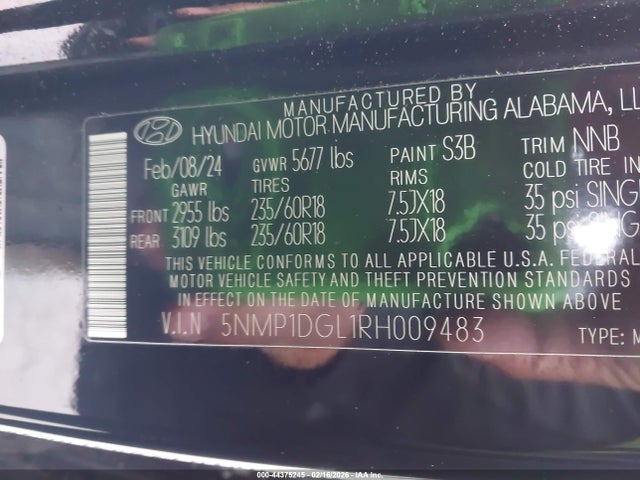 MANUFACTURED BY
HYUNDAI MOTOR MANUFACTURING ALABAMA, LL
Feb/08/24 GVWR 5677 lbs PAINT S3B TRIM NNB
GAWR TIRES RIMS COLD TIRE IN
FRONT 2955 lbs 235/60R18 7.5JX18 35 psi SINGL
REAR 3109 lbs 235/60R18 7.5JX18 35 psi SING
THIS VEHICLE CONFORMS TO ALL APPLICABLE U.S.A. FEDERAL
MOTOR VEHICLE SAFETY AND THEFT PREVENTION STANDARDS
IN EFFECT ON THE DATE OF MANUFACTURE SHOWN ABOVE
V.I.N 5NMP1DGL1RH009483
TYPE: M
000-44375245 - 02/16/2026 - IAA Inc.